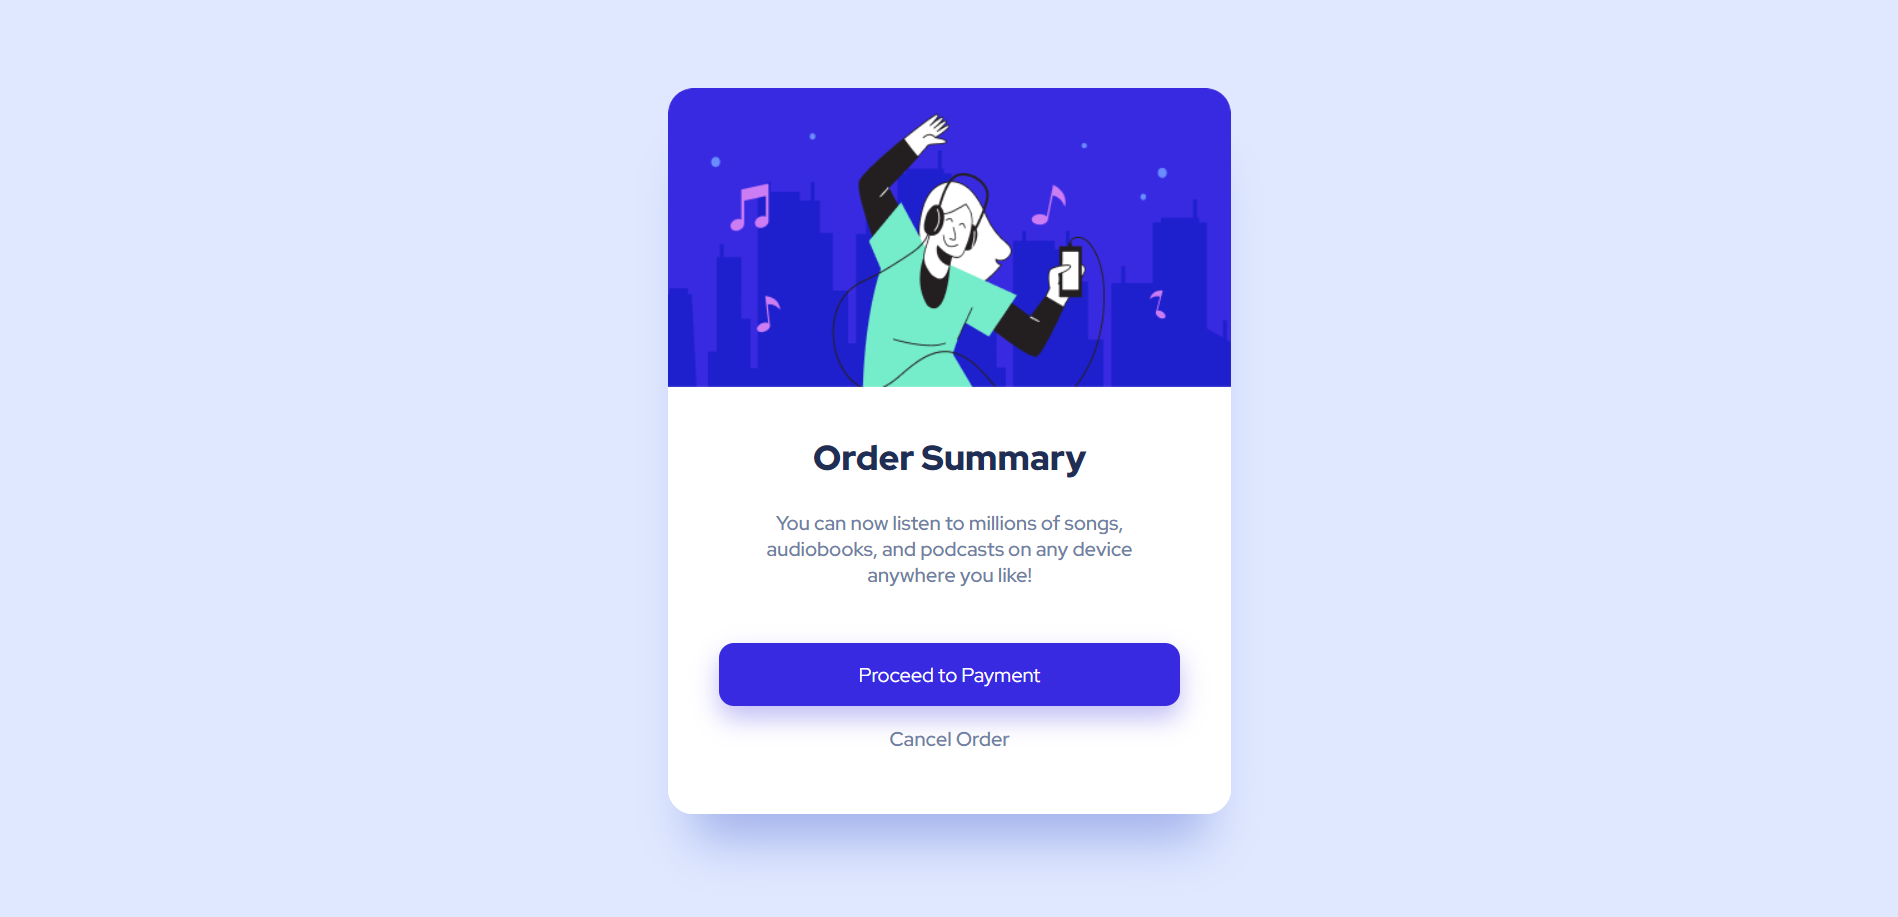 Order Summary
You can now listen to millions of songs,
audiobooks, and podcasts on any device
anywhere you like!
Proceed to Payment
Cancel Order